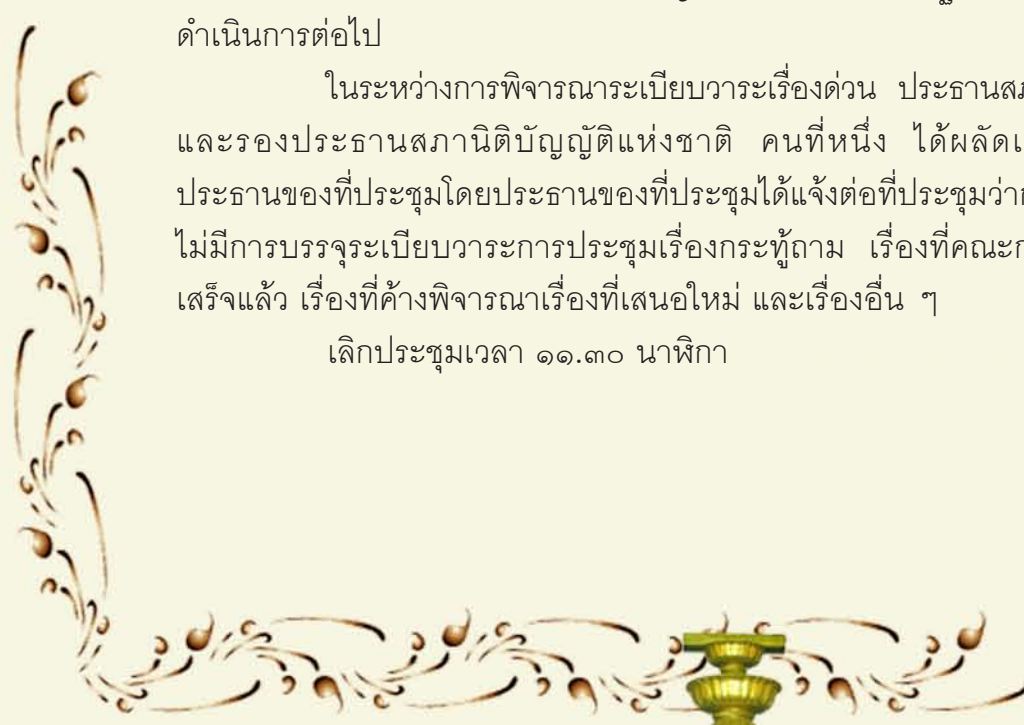 ดำเนินการต่อไป
ในระหว่างการพิจารณาระเบียบวาระเรื่องด่วน ประธานสภ
และรองประธานสภานิติบัญญัติแห่งชาติ คนที่หนึ่ง ได้ผลัดเ
ประธานของที่ประชุมโดยประธานของที่ประชุมได้แจ้งต่อที่ประชุมว่าก
ไม่มีการบรรจุระเบียบวาระการประชุมเรื่องกระทู้ถาม เรื่องที่คณะก
เสร็จแล้ว เรื่องที่ค้างพิจารณาเรื่องที่เสนอใหม่ และเรื่องอื่น ๆ
เลิกประชุมเวลา ๑๑.๓๐ นาฬิกา